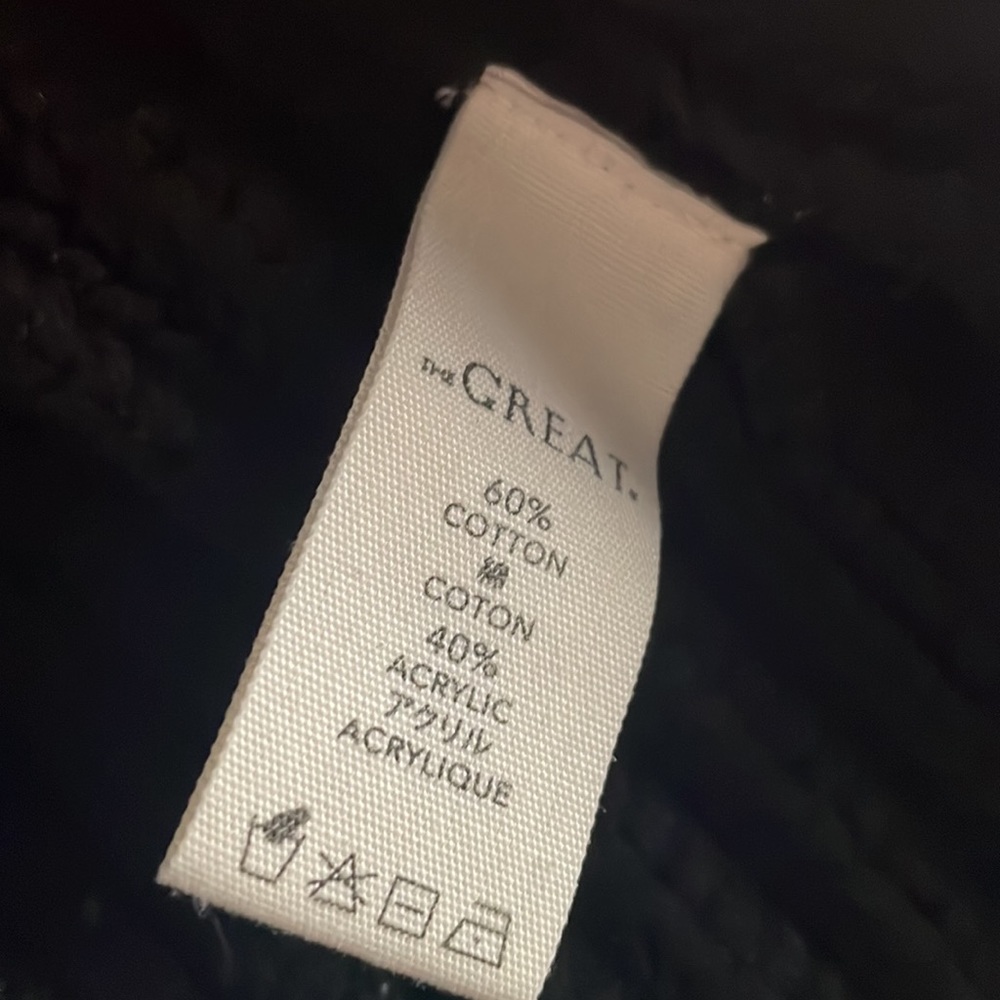 THE GREAT.
60%
COTTON
綿
COTON
40%
ACRYLIC
アクリル
ACRYLIQUE